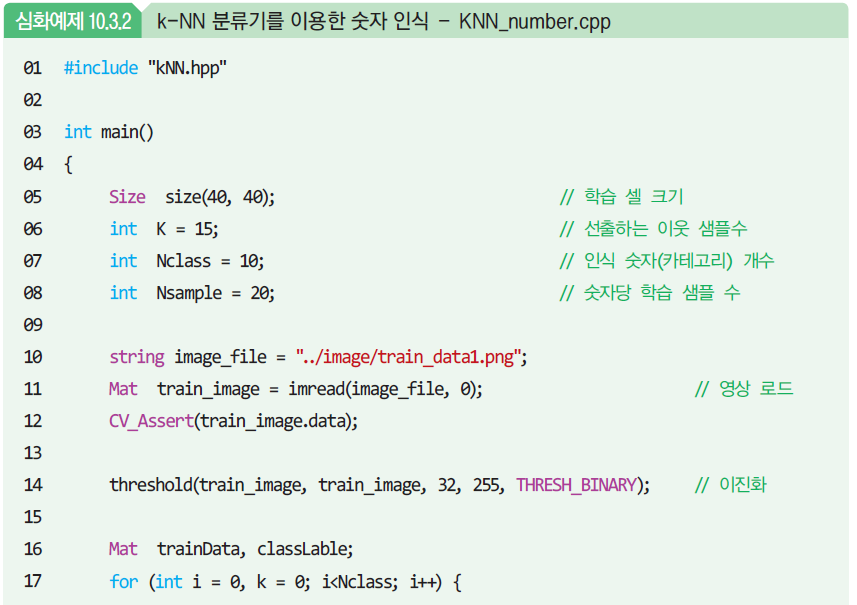 심화예제 10.3.2 k-NN 분류기를 이용한 숫자 인식 - KNN_number.cpp
01 #include "kNN.hpp"
02
03 int main()
04 {
05 Size size(40, 40); // 학습 셀 크기
06 int K = 15; // 선출하는 이웃 샘플수
07 int Nclass = 10; // 인식 숫자(카테고리) 개수
08 int Nsample = 20; // 숫자당 학습 샘플 수
09
10 string image_file = "../image/train_data1.png";
11 Mat train_image = imread(image_file, 0); // 영상 로드
12 CV_Assert(train_image.data);
13
14 threshold(train_image, train_image, 32, 255, THRESH_BINARY); // 이진화
15
16 Mat trainData, classLable;
17 for (int i = 0, k = 0; i<Nclass; i++) {